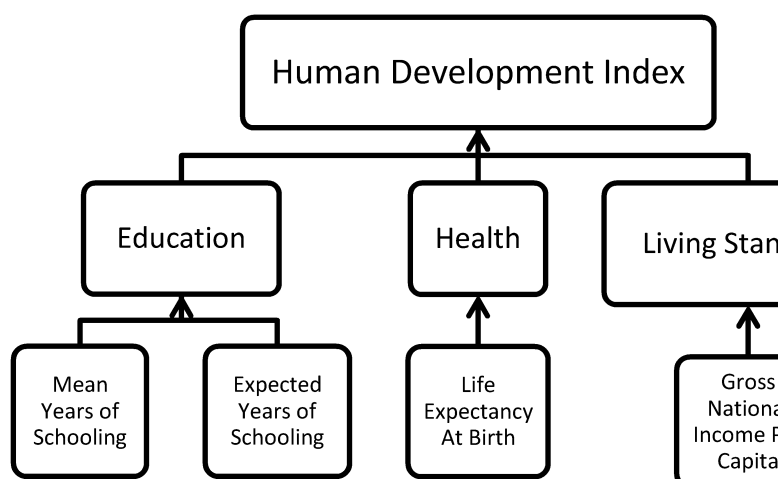 Human Development Index
Education
Health
Living Stan
Mean
Years of
Schooling
Expected
Years of
Schooling
Life
Expectancy
At Birth
Gross
Nationa
Income P
Capita